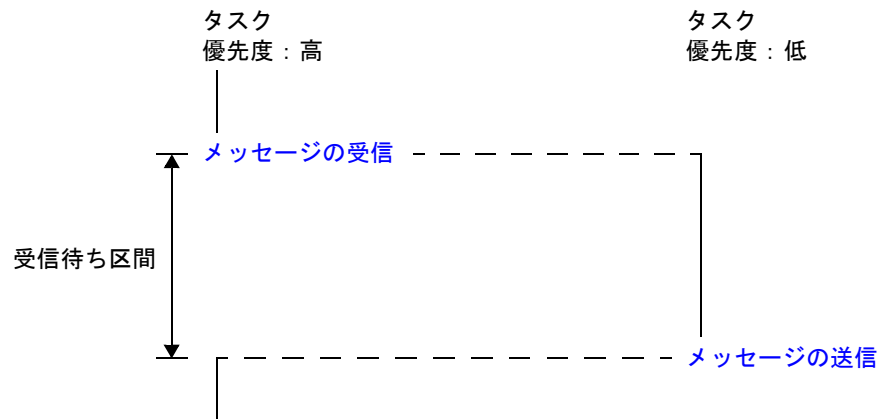 タスク
優先度：高
タスク
優先度：低
メッセージの受信
受信待ち区間
メッセージの送信